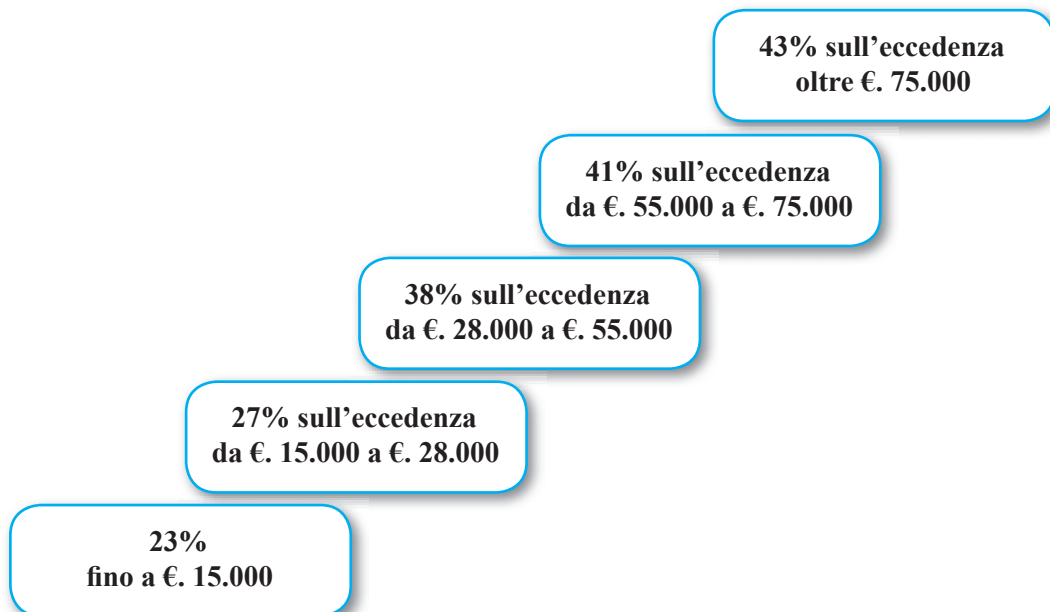 43% sull’eccedenza
oltre €. 75.000
41% sull’eccedenza
da €. 55.000 a €. 75.000
38% sull’eccedenza
da €. 28.000 a €. 55.000
27% sull’eccedenza
da €. 15.000 a €. 28.000
23%
fino a €. 15.000